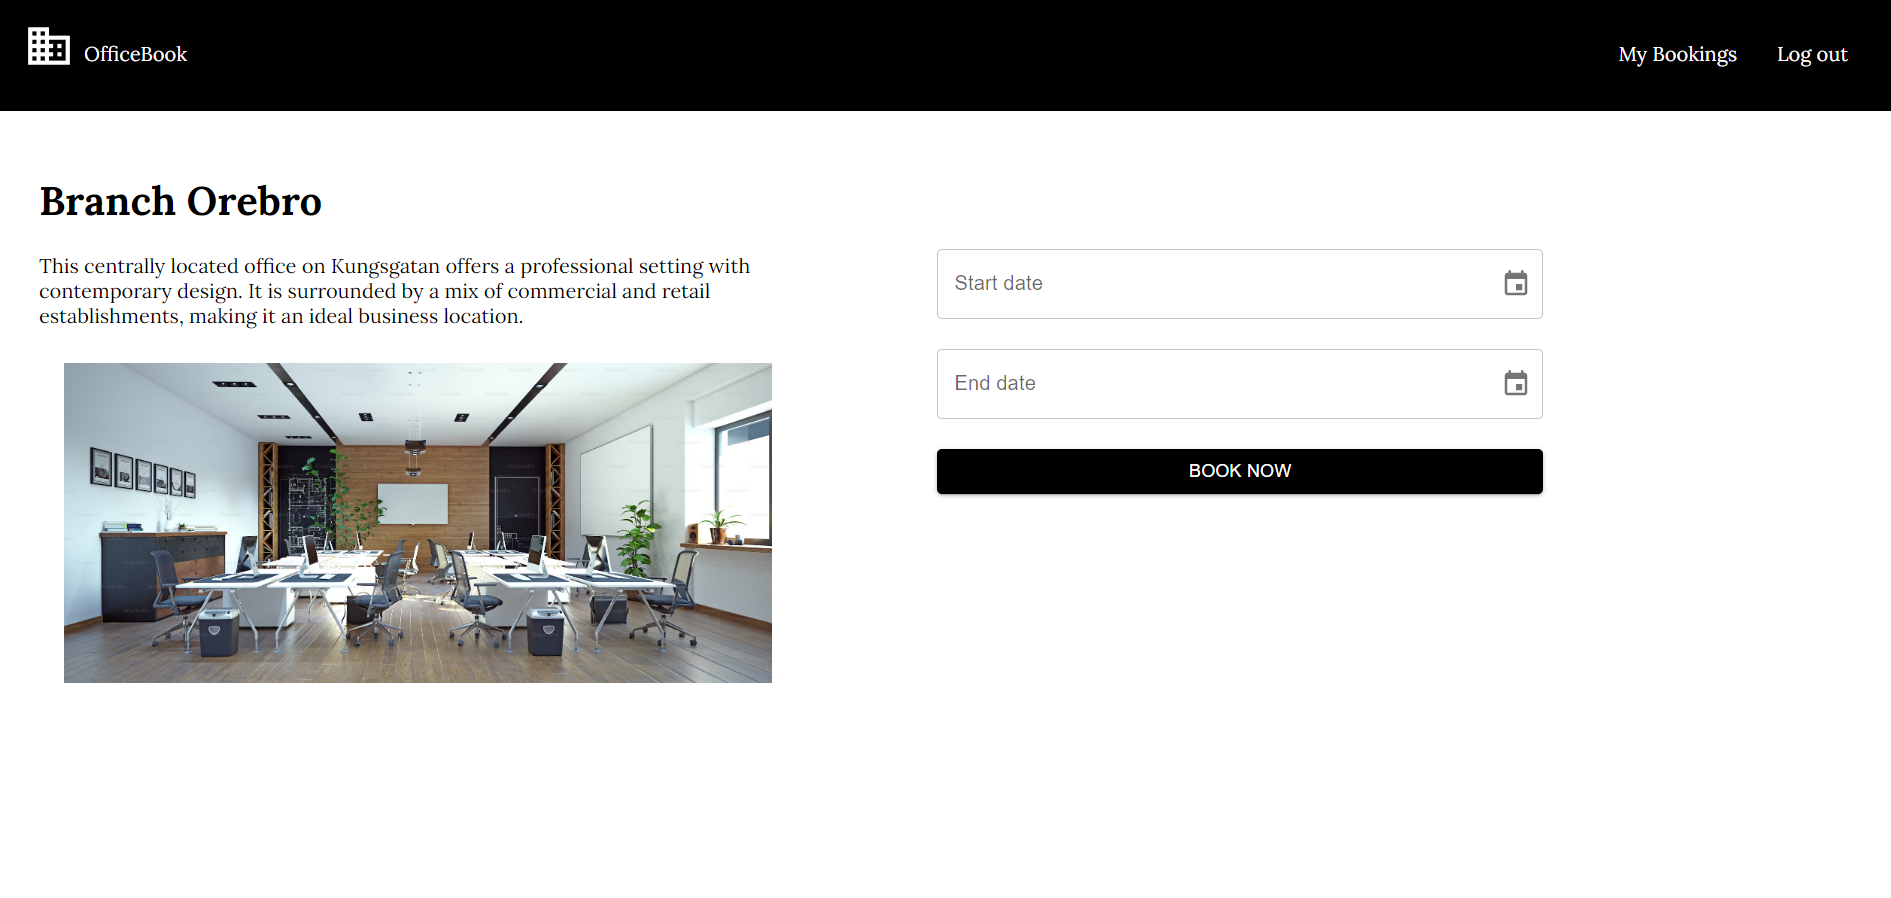 OfficeBook
My Bookings
Log out
Branch Orebro
This centrally located office on Kungsgatan offers a professional setting with
contemporary design. It is surrounded by a mix of commercial and retail
establishments, making it an ideal business location.
Start date
End date
BOOK NOW